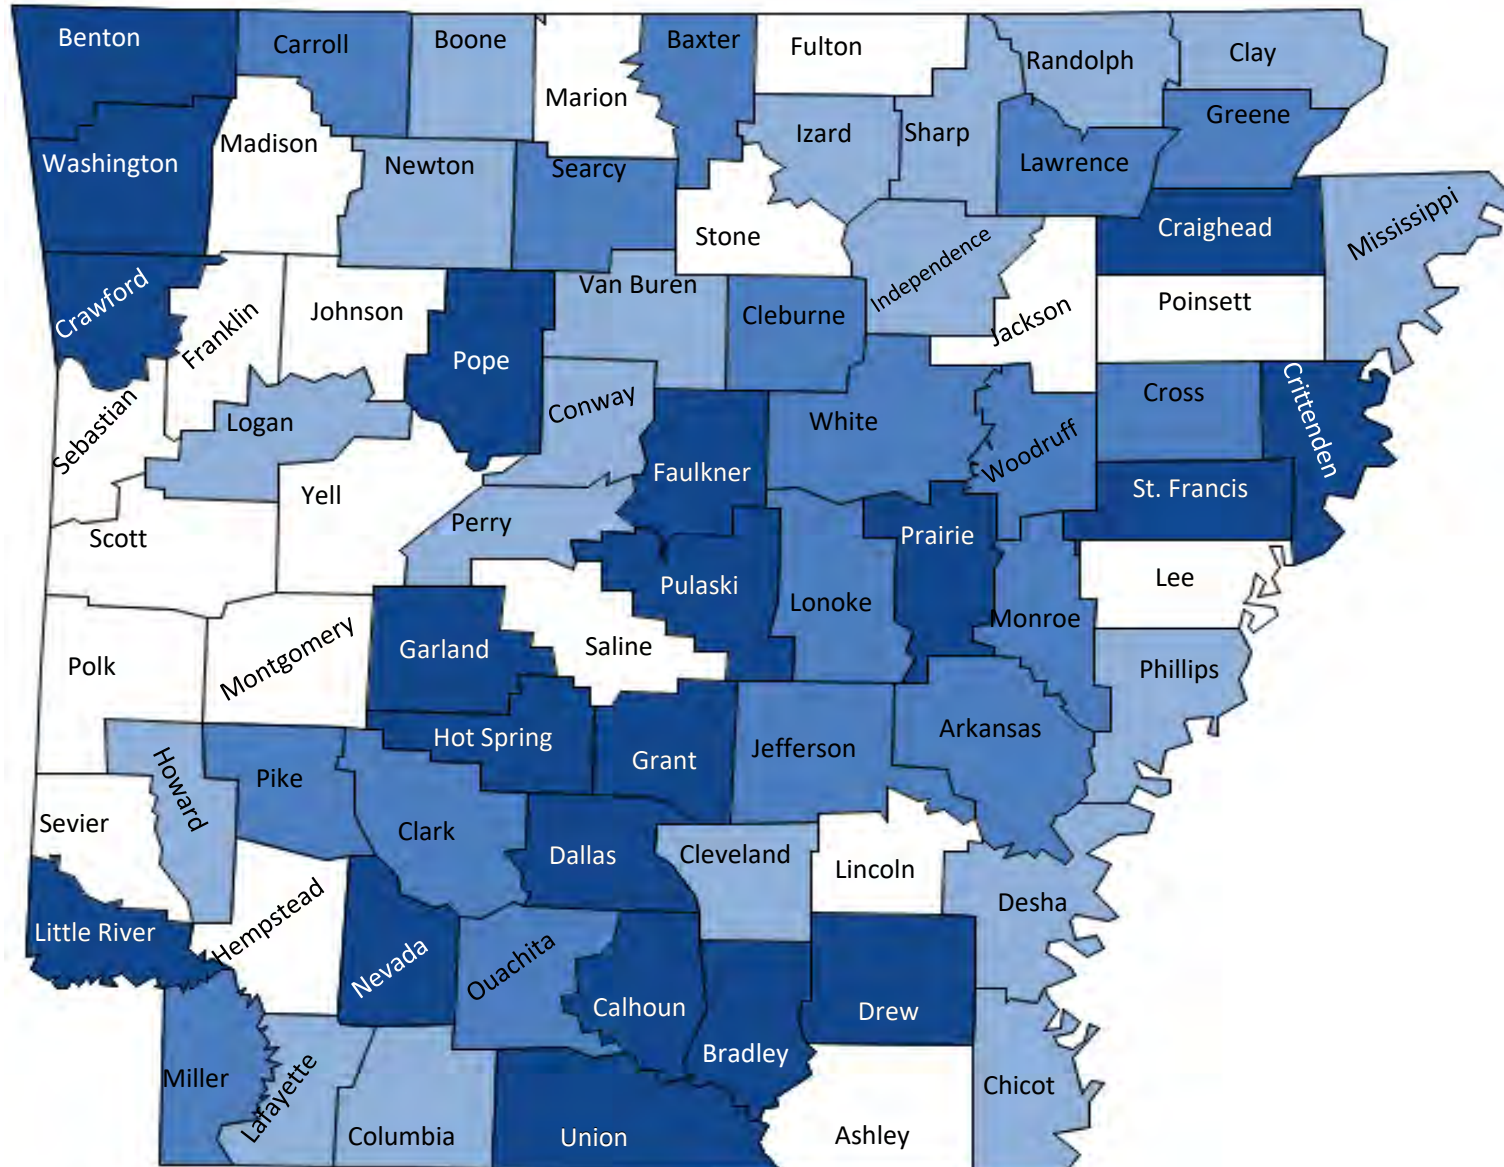 Benton
Carroll
Boone
Marion
Baxter
Fulton
Randolph
Clay
Washington
Madison
Newton
Searcy
Izard
Sharp
Lawrence
Greene
Stone
Independence
Craighead
Mississippi
Crawford
Franklin
Johnson
Pope
Van Buren
Cleburne
Jackson
Poinsett
Sebastian
Logan
Conway
White
Woodruff
Cross
Crittenden
Scott
Yell
Perry
Faulkner
Prairie
St. Francis
Polk
Montgomery
Garland
Saline
Pulaski
Lonoke
Monroe
Lee
Phillips
Howard
Pike
Hot Spring
Grant
Jefferson
Arkansas
Sevier
Clark
Dallas
Cleveland
Lincoln
Desha
Little River
Hempstead
Nevada
Ouachita
Calhoun
Bradley
Drew
Miller
Lafayette
Columbia
Union
Ashley
Chicot